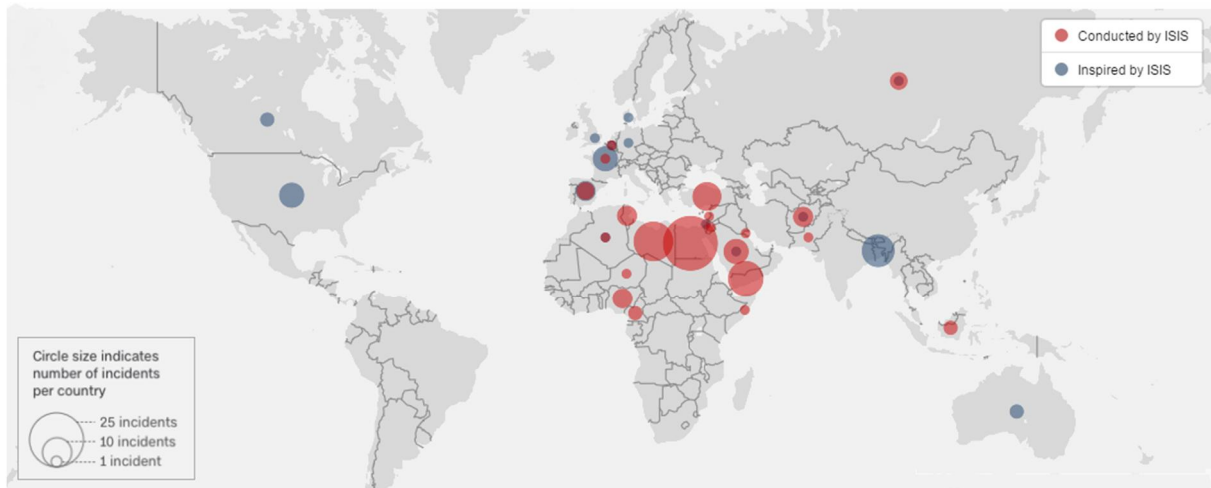 Conducted by ISIS
Inspired by ISIS
Circle size indicates
number of incidents
per country
25 incidents
10 incidents
1 incident